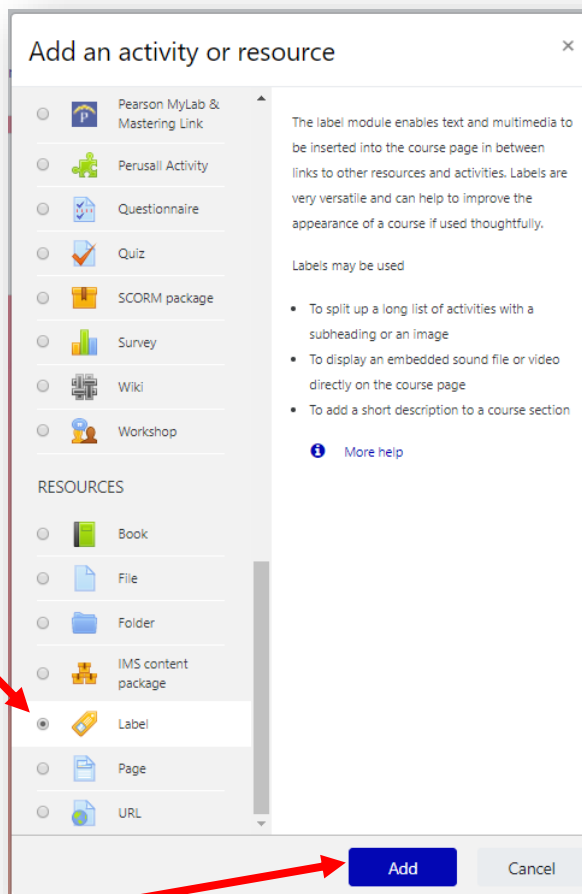 Add an activity or resource
×
Pearson MyLab &
Mastering Link
Perusall Activity
Questionnaire
Quiz
SCORM package
Survey
Wiki
Workshop
RESOURCES
Book
File
Folder
IMS content
package
Label
Page
URL
The label module enables text and multimedia to
be inserted into the course page in between
links to other resources and activities. Labels are
very versatile and can help to improve the
appearance of a course if used thoughtfully.
Labels may be used
• To split up a long list of activities with a
subheading or an image
• To display an embedded sound file or video
directly on the course page
• To add a short description to a course section
More help
Add
Cancel